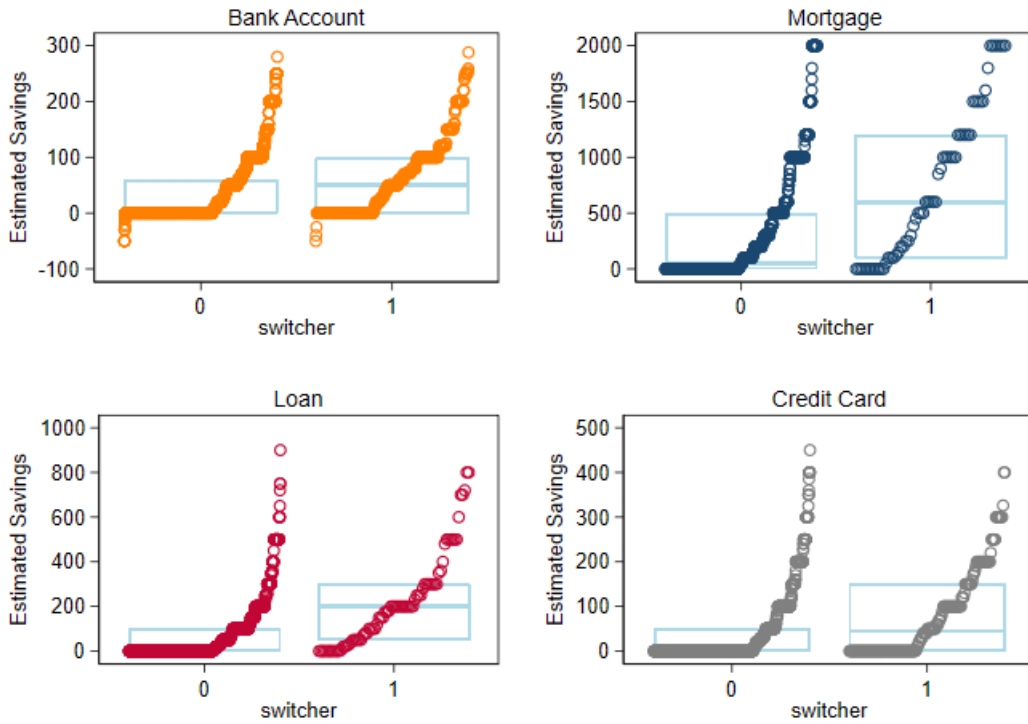 Bank Account
Estimated Savings
300
200
100
0
-100
0 1
switcher
Mortgage
Estimated Savings
2000
1500
1000
500
0
0 1
switcher
Loan
Estimated Savings
1000
800
600
400
200
0
0 1
switcher
Credit Card
Estimated Savings
500
400
300
200
100
0
0 1
switcher